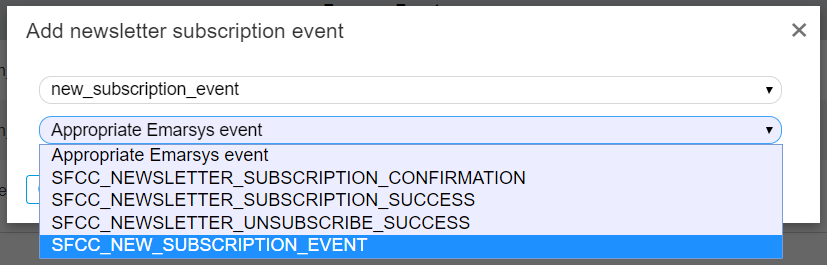 Add newsletter subscription event
new_subscription_event
Appropriate Emarsys event
Appropriate Emarsys event
SFCC_NEWSLETTER_SUBSCRIPTION_CONFIRMATION
SFCC_NEWSLETTER_SUBSCRIPTION_SUCCESS
SFCC_NEWSLETTER_UNSUBSCRIBE_SUCCESS
SFCC_NEW_SUBSCRIPTION_EVENT